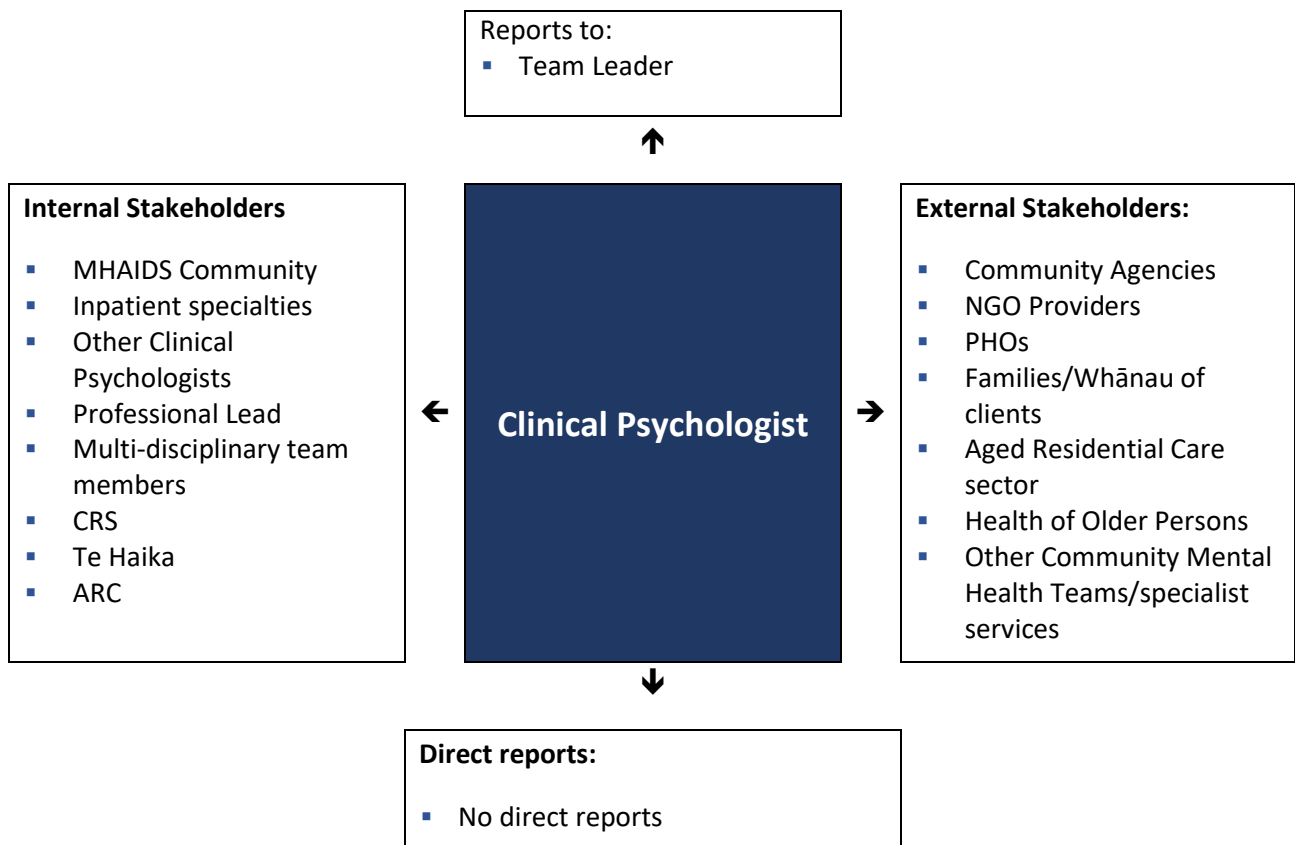 Reports to:
▪ Team Leader
Internal Stakeholders
▪ MHAIDS Community
▪ Inpatient specialties
▪ Other Clinical
Psychologists
▪ Professional Lead
▪ Multi-disciplinary team
members
▪ CRS
▪ Te Haika
▪ ARC
Clinical Psychologist
External Stakeholders:
▪ Community Agencies
▪ NGO Providers
▪ PHOs
▪ Families/Whānau of
clients
▪ Aged Residential Care
sector
▪ Health of Older Persons
▪ Other Community Mental
Health Teams/specialist
services
Direct reports:
▪ No direct reports